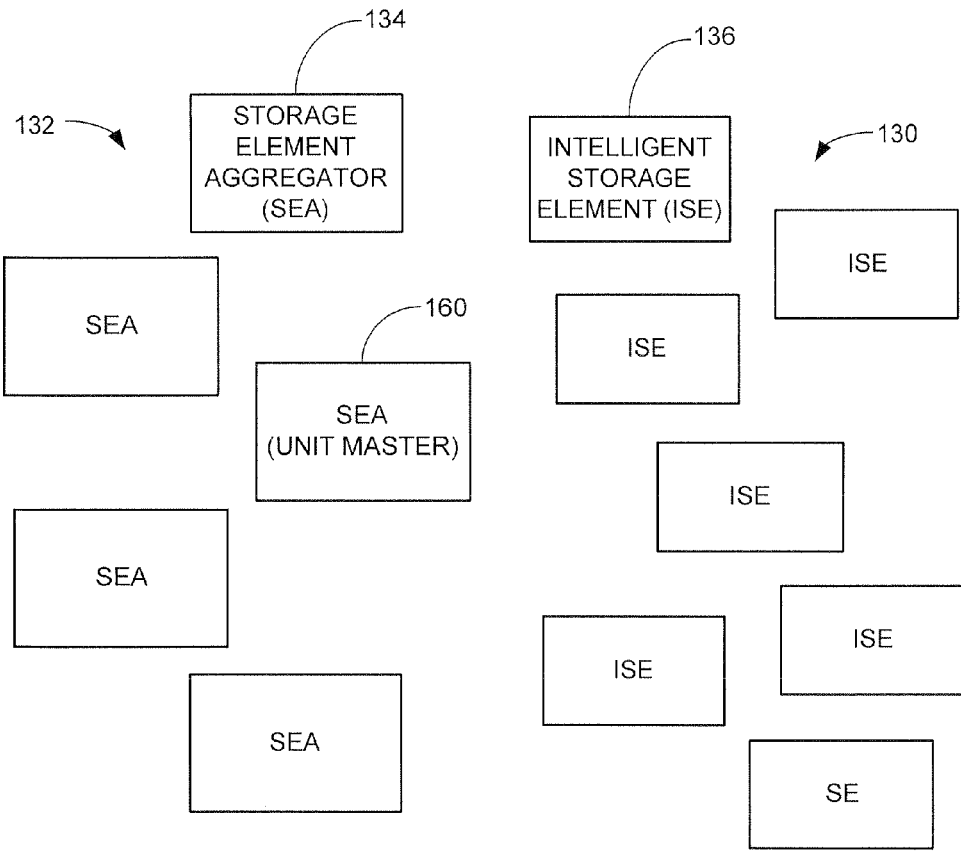 134
136
132
130
STORAGE
ELEMENT
AGGREGATOR
(SEA)
INTELLIGENT
STORAGE
ELEMENT (ISE)
ISE
SEA
160
ISE
SEA
(UNIT MASTER)
ISE
SEA
ISE
ISE
SEA
SE